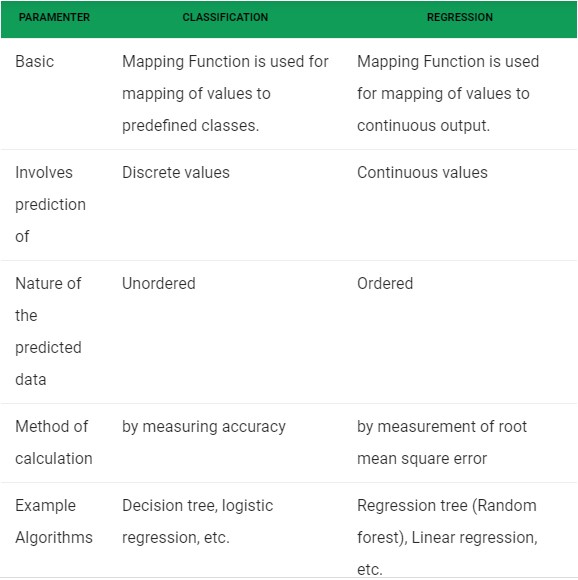 PARAMENTER CLASSIFICATION REGRESSION
Basic Mapping Function is used for Mapping Function is used
mapping of values to for mapping of values to
predefined classes. continuous output.
Involves Discrete values Continuous values
prediction
of
Nature of Unordered Ordered
the
predicted
data
Method of by measuring accuracy by measurement of root
calculation mean square error
Example Decision tree, logistic Regression tree (Random
Algorithms regression, etc. forest), Linear regression,
etc.